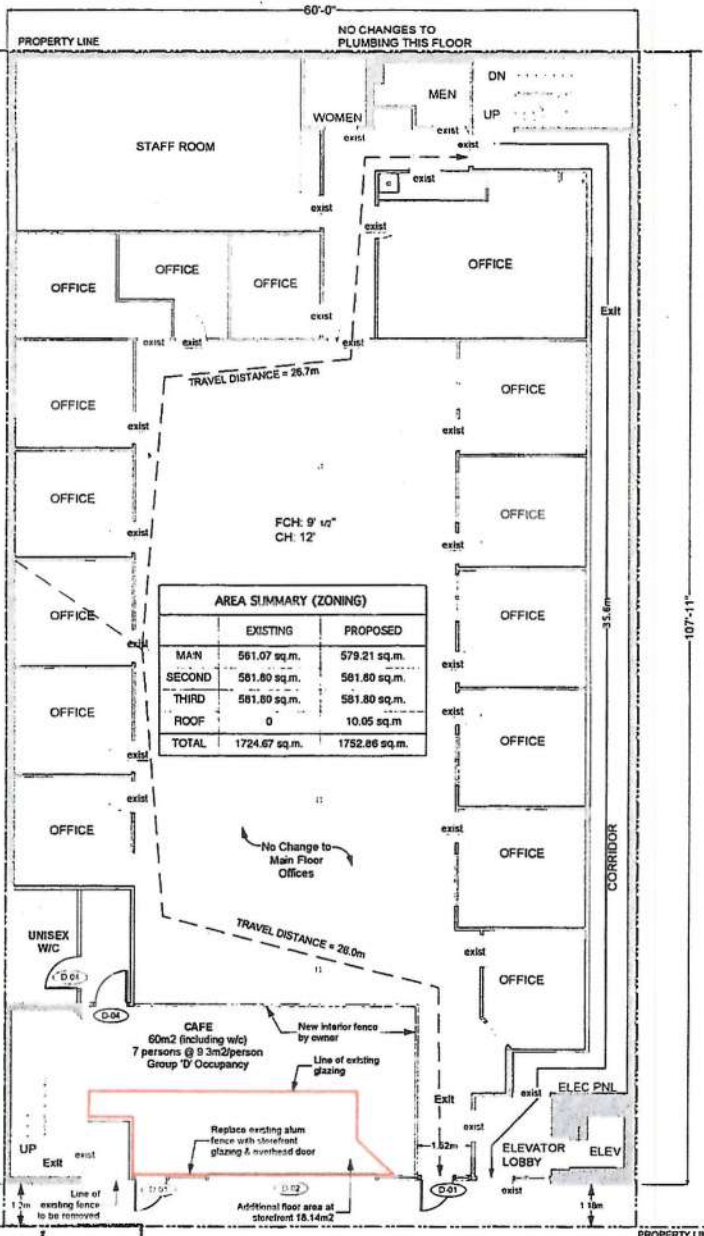 60'-0"
PROPERTY LINE
NO CHANGES TO
PLUMBING THIS FLOOR
DN
UP
MEN
WOMEN
exist
exist
exist
STAFF ROOM
exist
exist
exist
OFFICE
OFFICE
OFFICE
OFFICE
exist
Exit
exist
exist
exist
TRAVEL DISTANCE = 26.7m
OFFICE
exist
OFFICE
exist
OFFICE
exist
FCH: 9' 1/2"
CH: 12'
OFFICE
exist
35.6m
107'-11"
OFFICE
exist
OFFICE
exist
AREA SUMMARY (ZONING)
EXISTING PROPOSED
MAIN 561.07 sq.m. 579.21 sq.m.
SECOND 581.80 sq.m. 581.80 sq.m.
THIRD 581.80 sq.m. 581.80 sq.m.
ROOF 0 10.05 sq.m
TOTAL 1724.67 sq.m. 1752.86 sq.m.
OFFICE
exist
OFFICE
exist
OFFICE
exist
OFFICE
exist
No Change to
Main Floor
Offices
OFFICE
CORRIDOR
UNISEX
W/C
TRAVEL DISTANCE = 26.0m
exist
OFFICE
D-04
CAFE
60m2 (including w/c)
7 persons @ 9 3m2/person
Group 'D' Occupancy
New interior fence
by owner
Line of existing
glazing
Exit
exist
ELEC PNL
Replace existing alum
fence with storefront
glazing & overhead door
1.52m
exist
ELEVATOR
LOBBY
ELEV
UP
Exit
exist
D-02
D-01
exist
Line of
existing fence
to be removed
Additional floor area at
storefront 18.14m2
1.18m
PROPERTY LIN